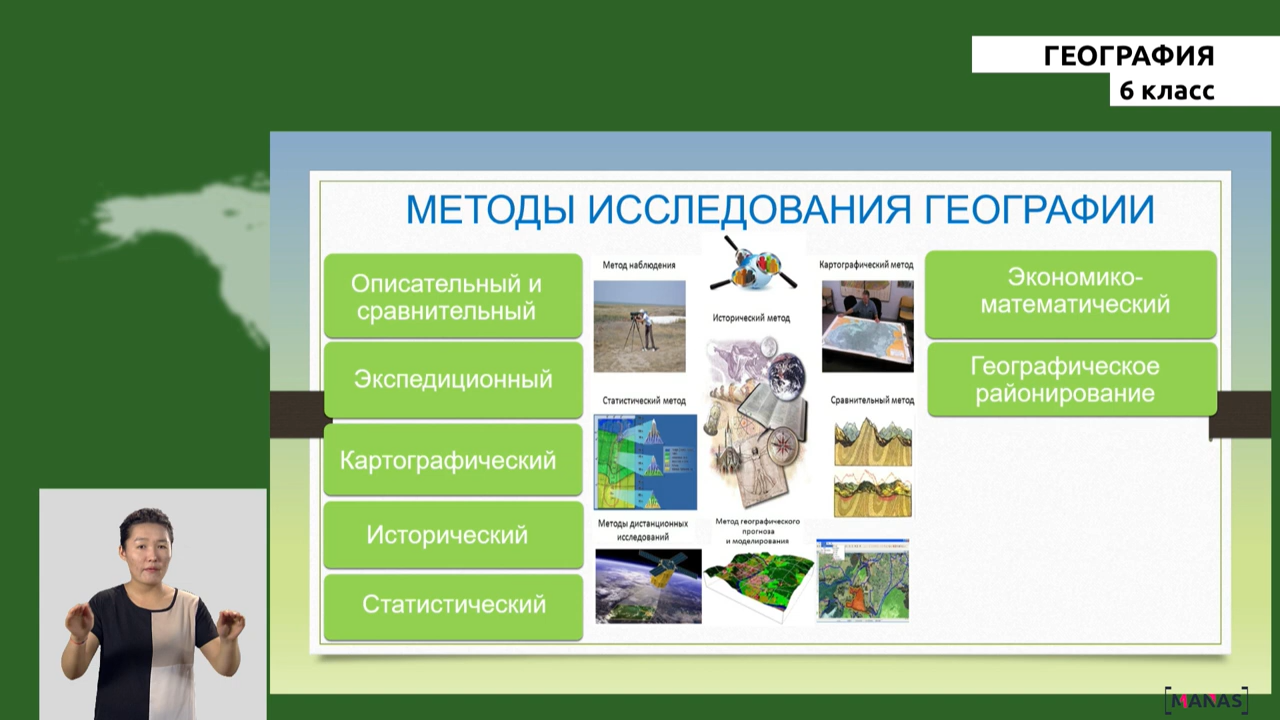 ГЕОГРАФИЯ
6 класс
МЕТОДЫ ИССЛЕДОВАНИЯ ГЕОГРАФИИ
Описательный и
сравнительный
Экспедиционный
Картографический
Исторический
Статистический
Метод наблюдения
Исторический метод
Картографический метод
Статистический метод
Сравнительный метод
Методы дистанционных
исследований
Метод географического
прогноза
и моделирования
Экономико-
математический
Географическое
районирование
[MANAS]